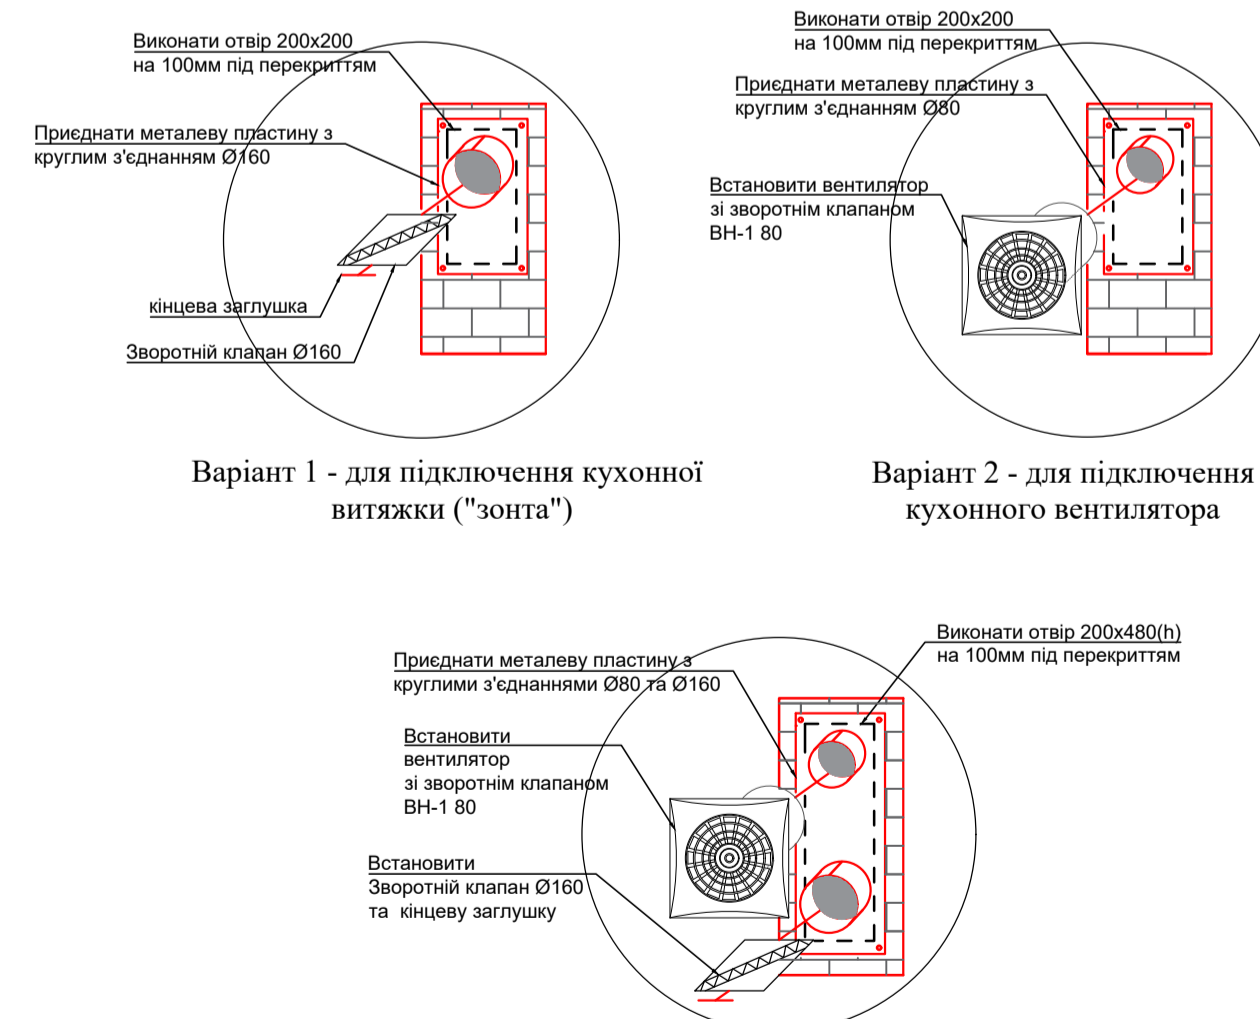 Виконати отвір 200х200
на 100мм під перекриттям
Приєднати металеву пластину з
круглим з'єднанням Ø160
кінцева заглушка
Зворотній клапан Ø160
Варіант 1 - для підключення кухонної
витяжки ("зонта")
Виконати отвір 200х200
на 100мм під перекриттям
Приєднати металеву пластину з
круглим з'єднанням Ø80
Встановити вентилятор
зі зворотнім клапаном
ВН-1 80
Варіант 2 - для підключення
кухонного вентилятора
Виконати отвір 200х480(h)
на 100мм під перекриттям
Приєднати металеву пластину з
круглими з'єднаннями Ø80 та Ø160
Встановити
вентилятор
зі зворотнім клапаном
ВН-1 80
Встановити
Зворотній клапан Ø160
та кінцеву заглушку